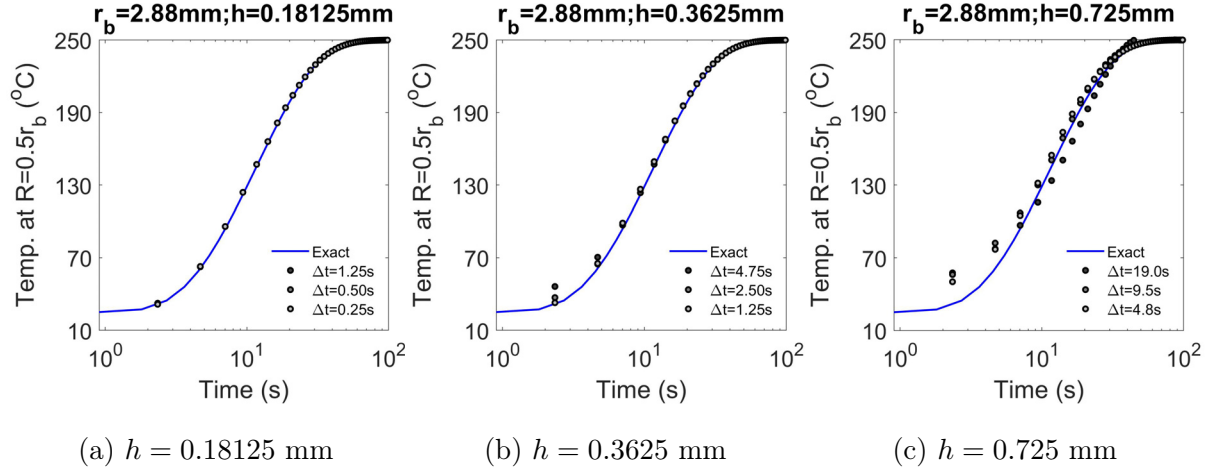 r_b=2.88mm;h=0.18125mm
250
190
130
70
10
Temp. at R=0.5r_b (°C)
Exact
Δt=1.25s
Δt=0.50s
Δt=0.25s
10^0
10^1
10^2
Time (s)
(a) h = 0.18125 mm
r_b=2.88mm;h=0.3625mm
250
190
130
70
10
Temp. at R=0.5r_b (°C)
Exact
Δt=4.75s
Δt=2.50s
Δt=1.25s
10^0
10^1
10^2
Time (s)
(b) h = 0.3625 mm
r_b=2.88mm;h=0.725mm
250
190
130
70
10
Temp. at R=0.5r_b (°C)
Exact
Δt=19.0s
Δt=9.5s
Δt=4.8s
10^0
10^1
10^2
Time (s)
(c) h = 0.725 mm